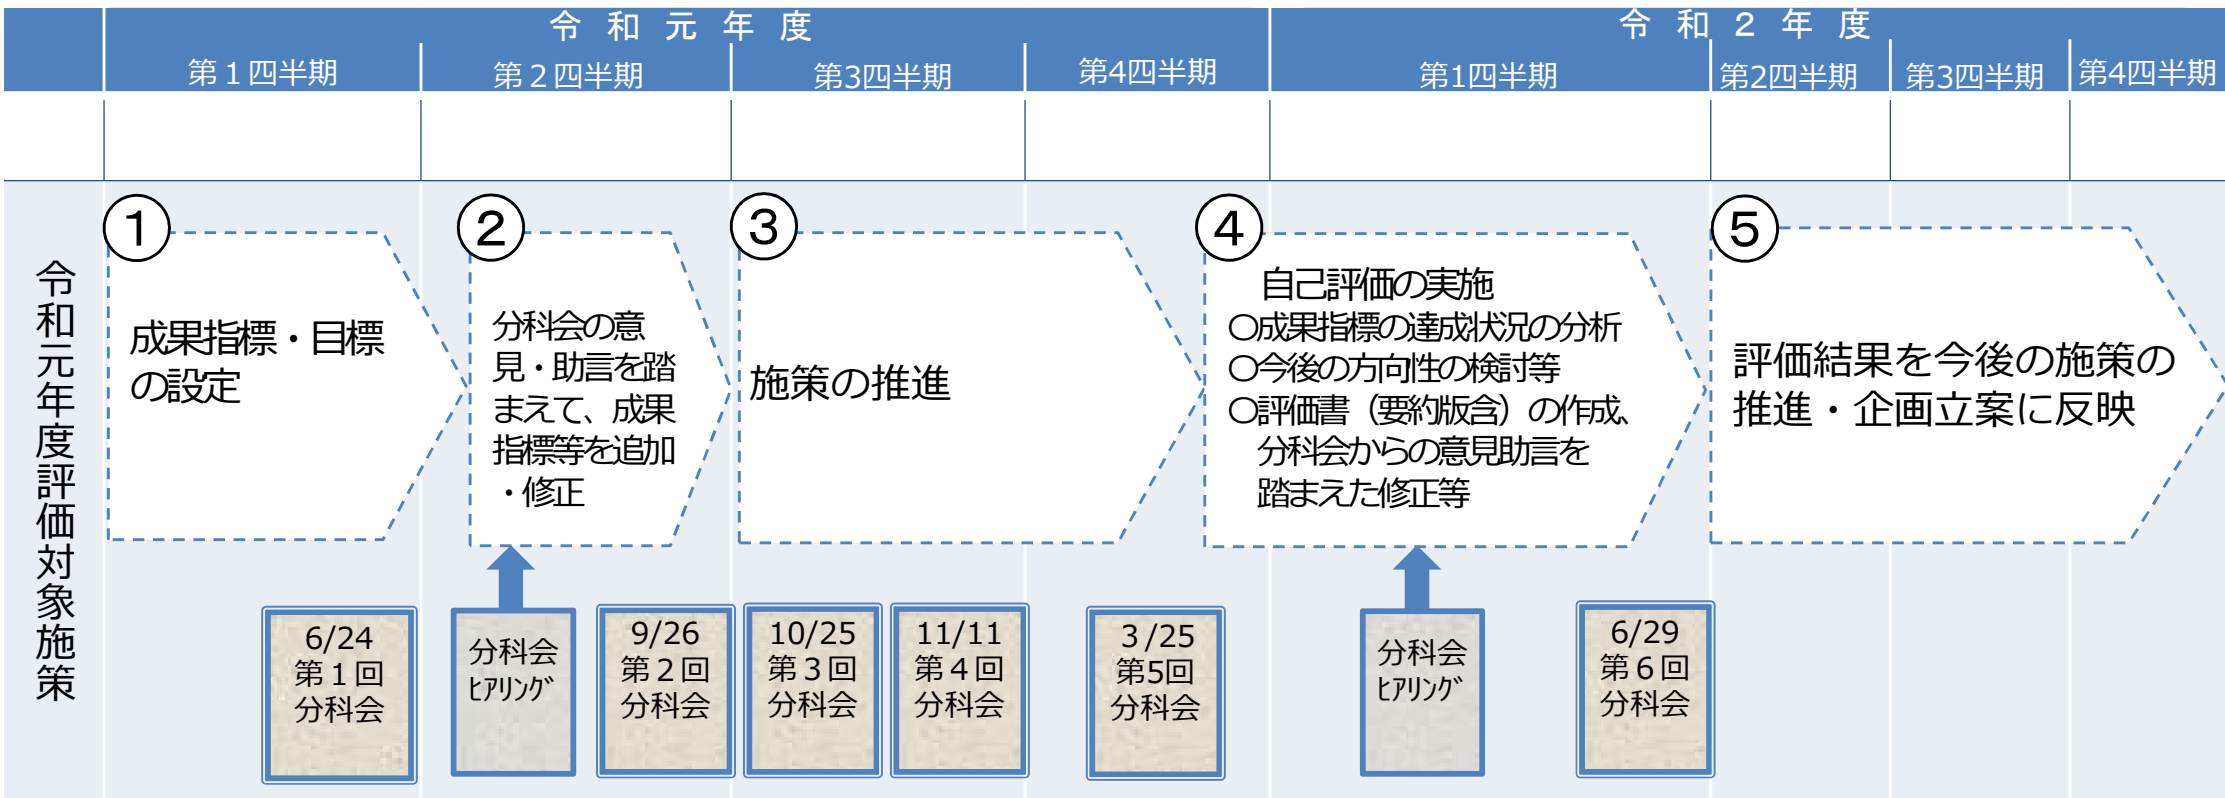 令和元年度
令和2年度
第1四半期
第2四半期
第3四半期
第4四半期
第1四半期
第2四半期
第3四半期
第4四半期
令和元年度評価対象施策
①
成果指標・目標
の設定
②
分科会の意
見・助言を踏
まえて、成果
指標等を追加
・修正
③
施策の推進
④
自己評価の実施
○成果指標の達成状況の分析
○今後の方向性の検討等
○評価書（要約版含）の作成、
分科会からの意見助言を
踏まえた修正等
⑤
評価結果を今後の施策の
推進・企画立案に反映
6/24
第1回
分科会
分科会
ﾋｱﾘﾝｸﾞ
9/26
第2回
分科会
10/25
第3回
分科会
11/11
第4回
分科会
3/25
第5回
分科会
分科会
ﾋｱﾘﾝｸﾞ
6/29
第6回
分科会